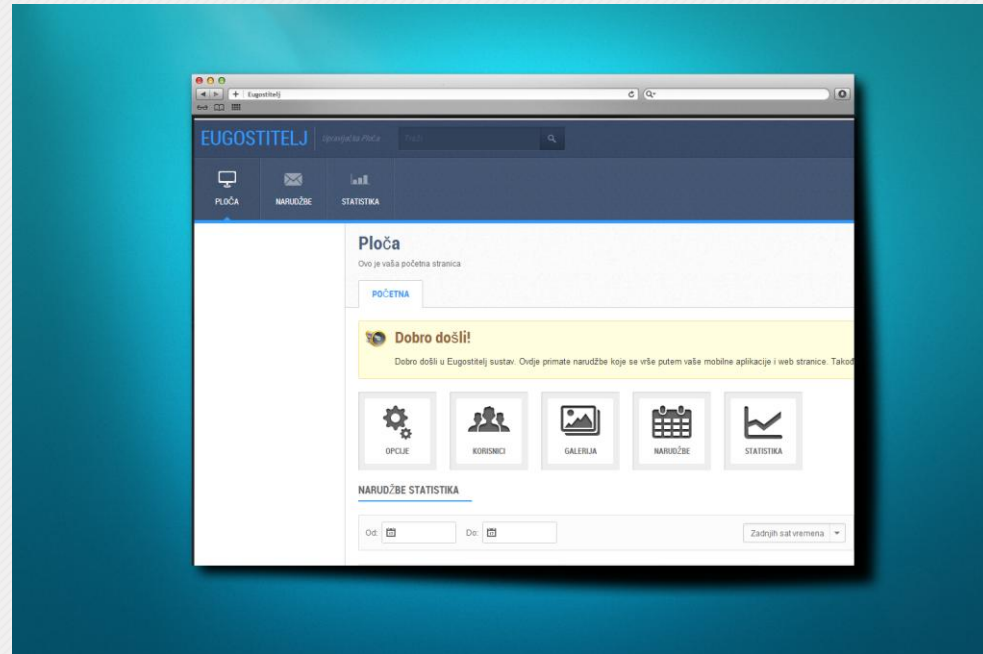 Eugostitelj
EUGOSTITELJ
Upravljačka Ploča
PLOČA
NARUDŽBE
STATISTIKA
Ploča
Ovo je vaša početna stranica
POČETNA
Dobro došli!
Dobro došli u Eugostitelj sustav. Ovdje primate narudžbe koje se vrše putem vaše mobilne aplikacije i web stranice. Takođ
OPCIJE
KORISNICI
GALERIJA
NARUDŽBE
STATISTIKA
NARUDŽBE STATISTIKA
Od:
Do:
Zadnjih sat vremena